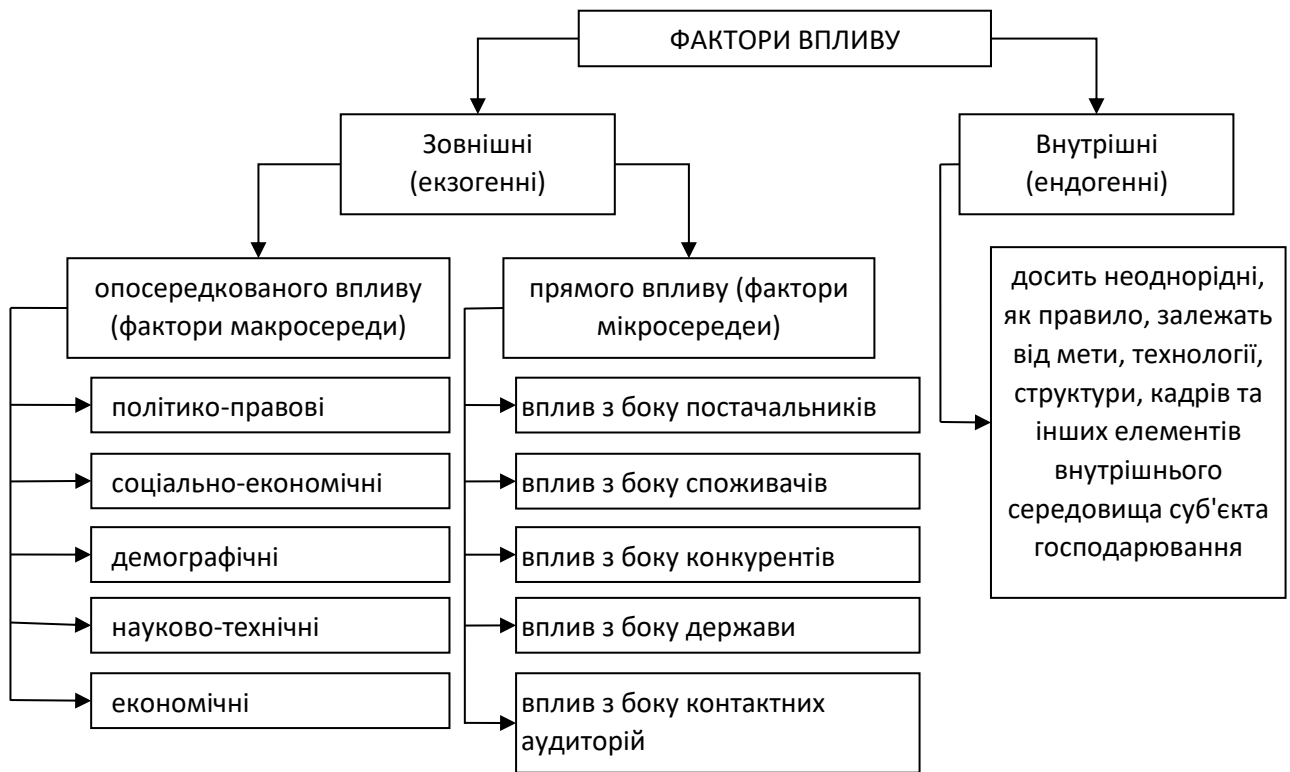 ФАКТОРИ ВПЛИВУ
Зовнішні
(екзогенні)
Внутрішні
(ендогенні)
опосередкованого впливу
(фактори макросереди)
прямого впливу (фактори
мікросередеи)
досить неоднорідні,
як правило, залежать
від мети, технології,
структури, кадрів та
інших елементів
внутрішнього
середовища суб'єкта
господарювання
політико-правові
соціально-економічні
демографічні
науково-технічні
економічні
вплив з боку постачальників
вплив з боку споживачів
вплив з боку конкурентів
вплив з боку держави
вплив з боку контактних
аудиторій